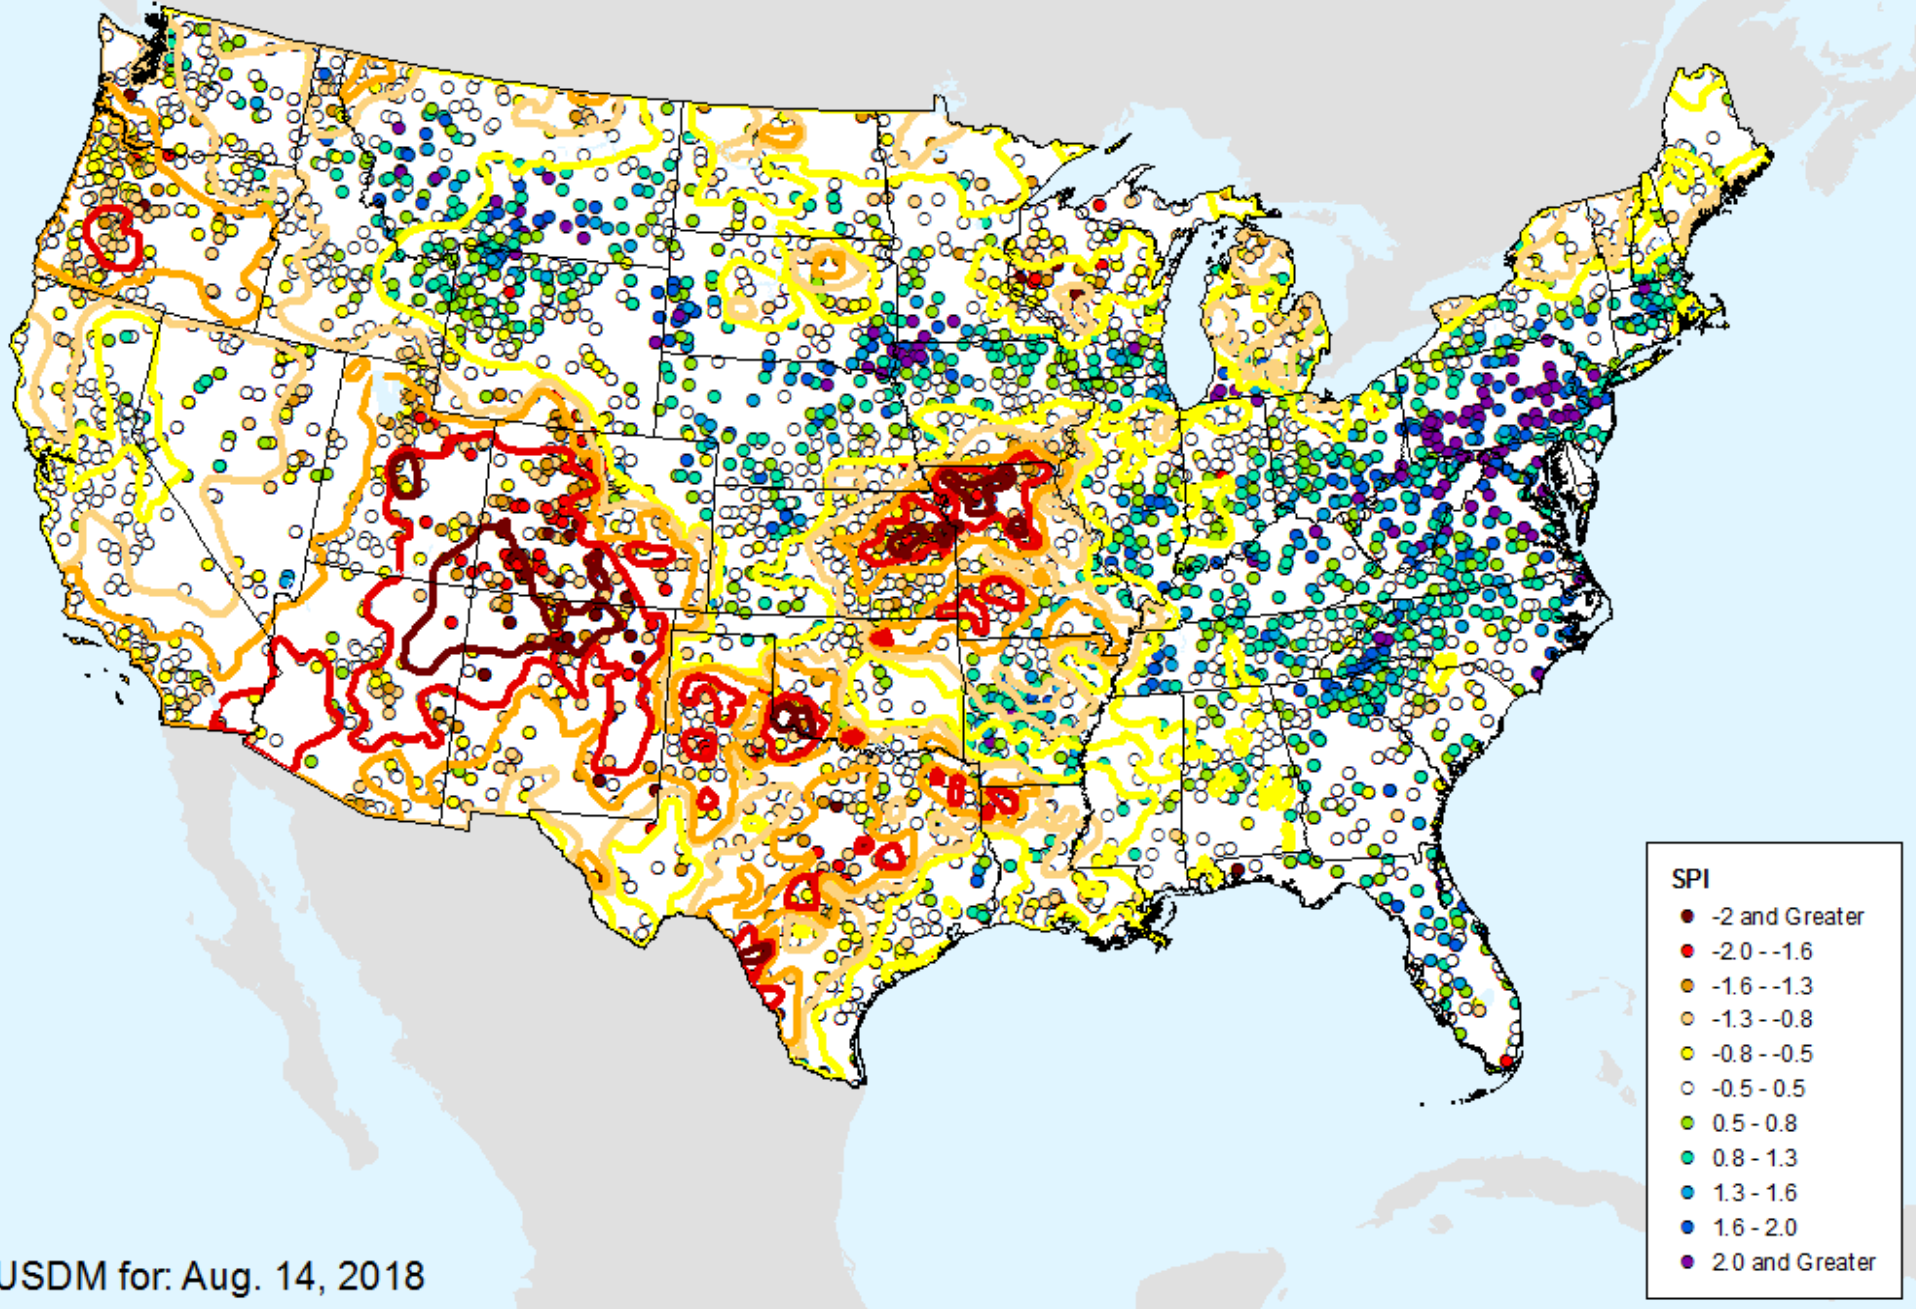 SPI
-2 and Greater
-2.0 - -1.6
-1.6 - -1.3
-1.3 - -0.8
-0.8 - -0.5
-0.5 - 0.5
0.5 - 0.8
0.8 - 1.3
1.3 - 1.6
1.6 - 2.0
2.0 and Greater
USDM for: Aug. 14, 2018